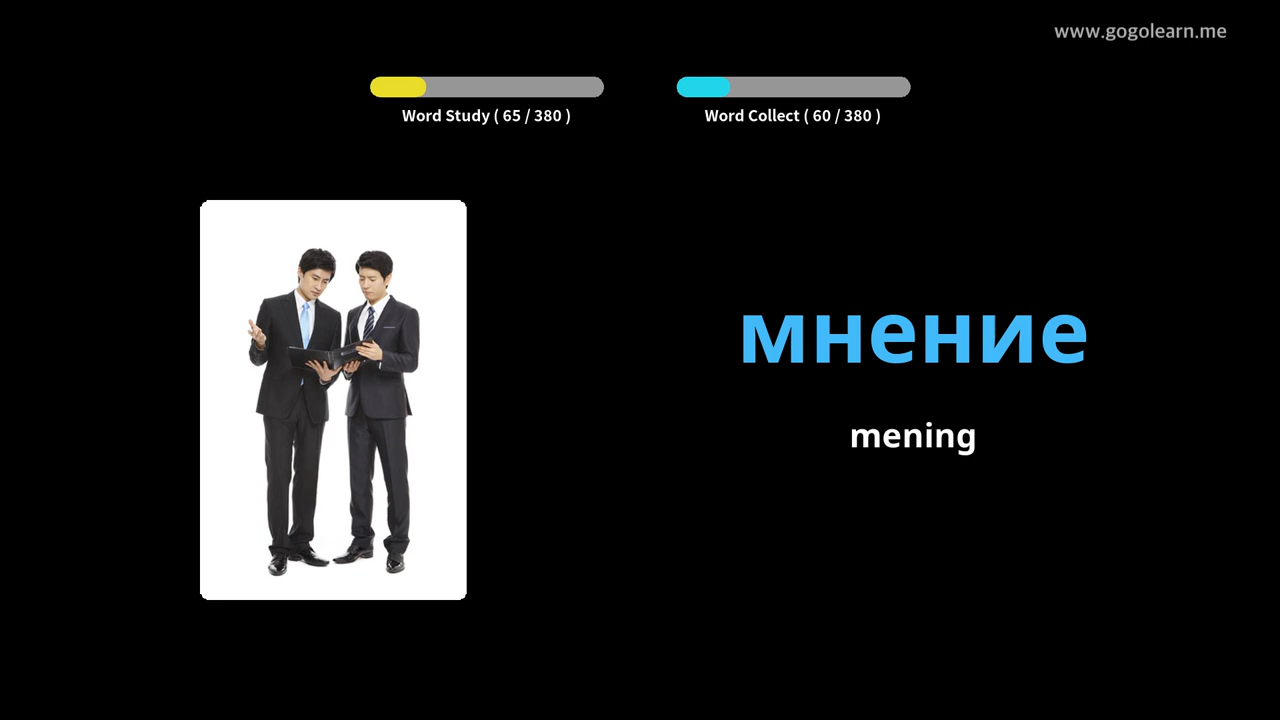 www.gogolearn.me
Word Study ( 65 / 380 )
Word Collect ( 60 / 380 )
мнение
mening